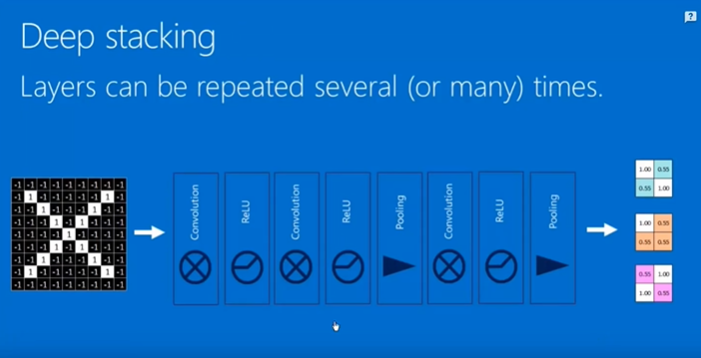 Deep stacking
Layers can be repeated several (or many) times.
-1 -1 -1 -1 -1 -1 -1 -1 -1
-1 1 -1 -1 -1 -1 -1 1 -1
-1 -1 1 -1 -1 -1 1 -1 -1
-1 -1 -1 1 -1 1 -1 -1 -1
-1 -1 -1 -1 1 -1 -1 -1 -1
-1 -1 -1 1 -1 1 -1 -1 -1
-1 -1 1 -1 -1 -1 1 -1 -1
-1 1 -1 -1 -1 -1 -1 1 -1
-1 -1 -1 -1 -1 -1 -1 -1 -1
Convolution
ReLU
Convolution
ReLU
Pooling
Convolution
ReLU
Pooling
1.00 0.55
0.55 1.00
1.00 0.55
0.55 0.55
0.55 1.00
1.00 0.55
?